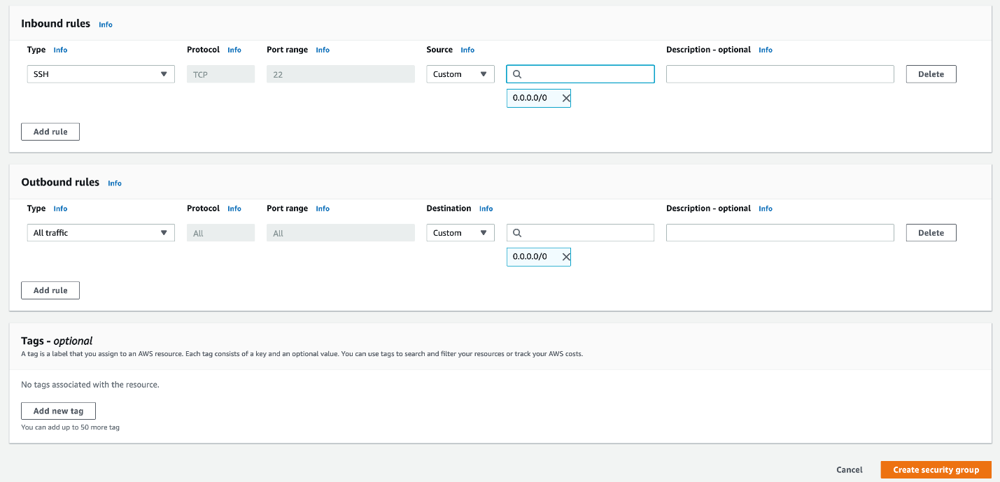 Inbound rules Info
Type Info Protocol Info Port range Info Source Info Description - optional Info
SSH TCP 22 Custom Delete
0.0.0.0/0
Add rule
Outbound rules Info
Type Info Protocol Info Port range Info Destination Info Description - optional Info
All traffic All All Custom Delete
0.0.0.0/0
Add rule
Tags - optional
A tag is a label that you assign to an AWS resource. Each tag consists of a key and an optional value. You can use tags to search and filter your resources or track your AWS costs.
No tags associated with the resource.
Add new tag
You can add up to 50 more tag
Cancel Create security group